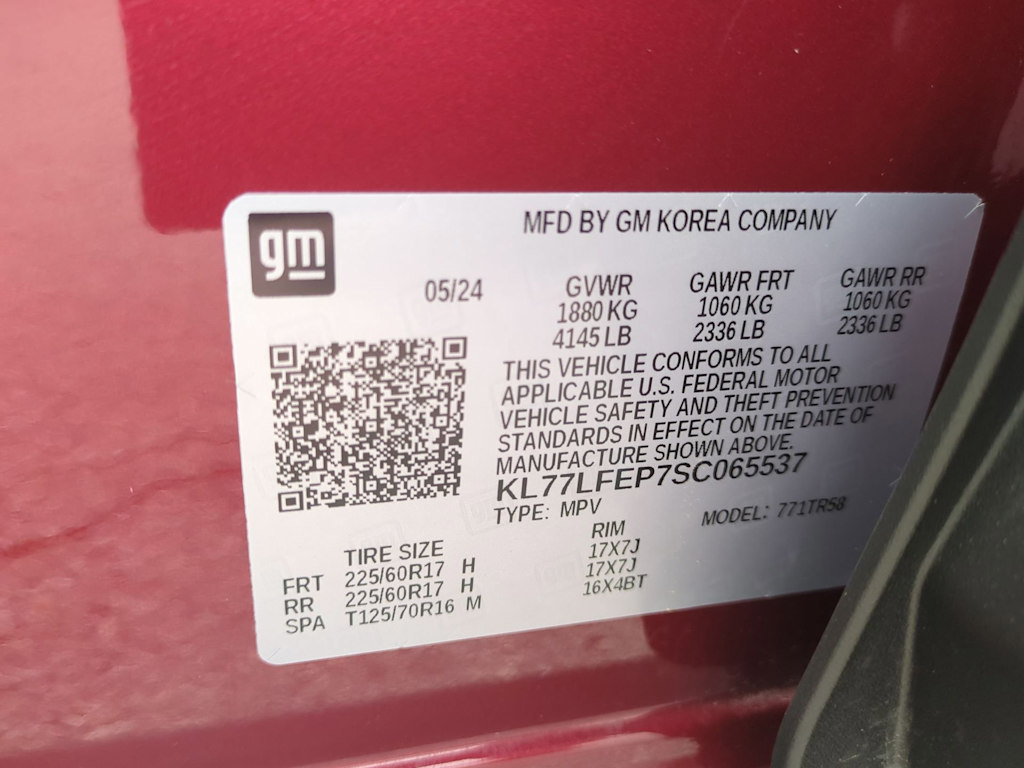 gm
MFD BY GM KOREA COMPANY
05/24
GVWR GAWR FRT GAWR RR
1880 KG 1060 KG 1060 KG
4145 LB 2336 LB 2336 LB
THIS VEHICLE CONFORMS TO ALL
APPLICABLE U.S. FEDERAL MOTOR
VEHICLE SAFETY AND THEFT PREVENTION
STANDARDS IN EFFECT ON THE DATE OF
MANUFACTURE SHOWN ABOVE.
KL77LFEP7SC065537
TYPE: MPV MODEL: 771TR58
TIRE SIZE RIM
FRT 225/60R17 H 17X7J
RR 225/60R17 H 17X7J
SPA T125/70R16 M 16X4BT